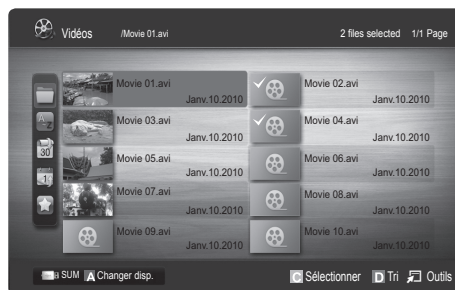 Vidéos /Movie 01.avi 2 files selected 1/1 Page
Movie 01.avi Movie 02.avi
Janv.10.2010 Janv.10.2010
Movie 03.avi Movie 04.avi
Janv.10.2010 Janv.10.2010
Movie 05.avi Movie 06.avi
Janv.10.2010 Janv.10.2010
Movie 07.avi Movie 08.avi
Janv.10.2010 Janv.10.2010
Movie 09.avi Movie 10.avi
Janv.10.2010 Janv.10.2010
SUM A Changer disp. C Sélectionner D Tri Outils
30
1